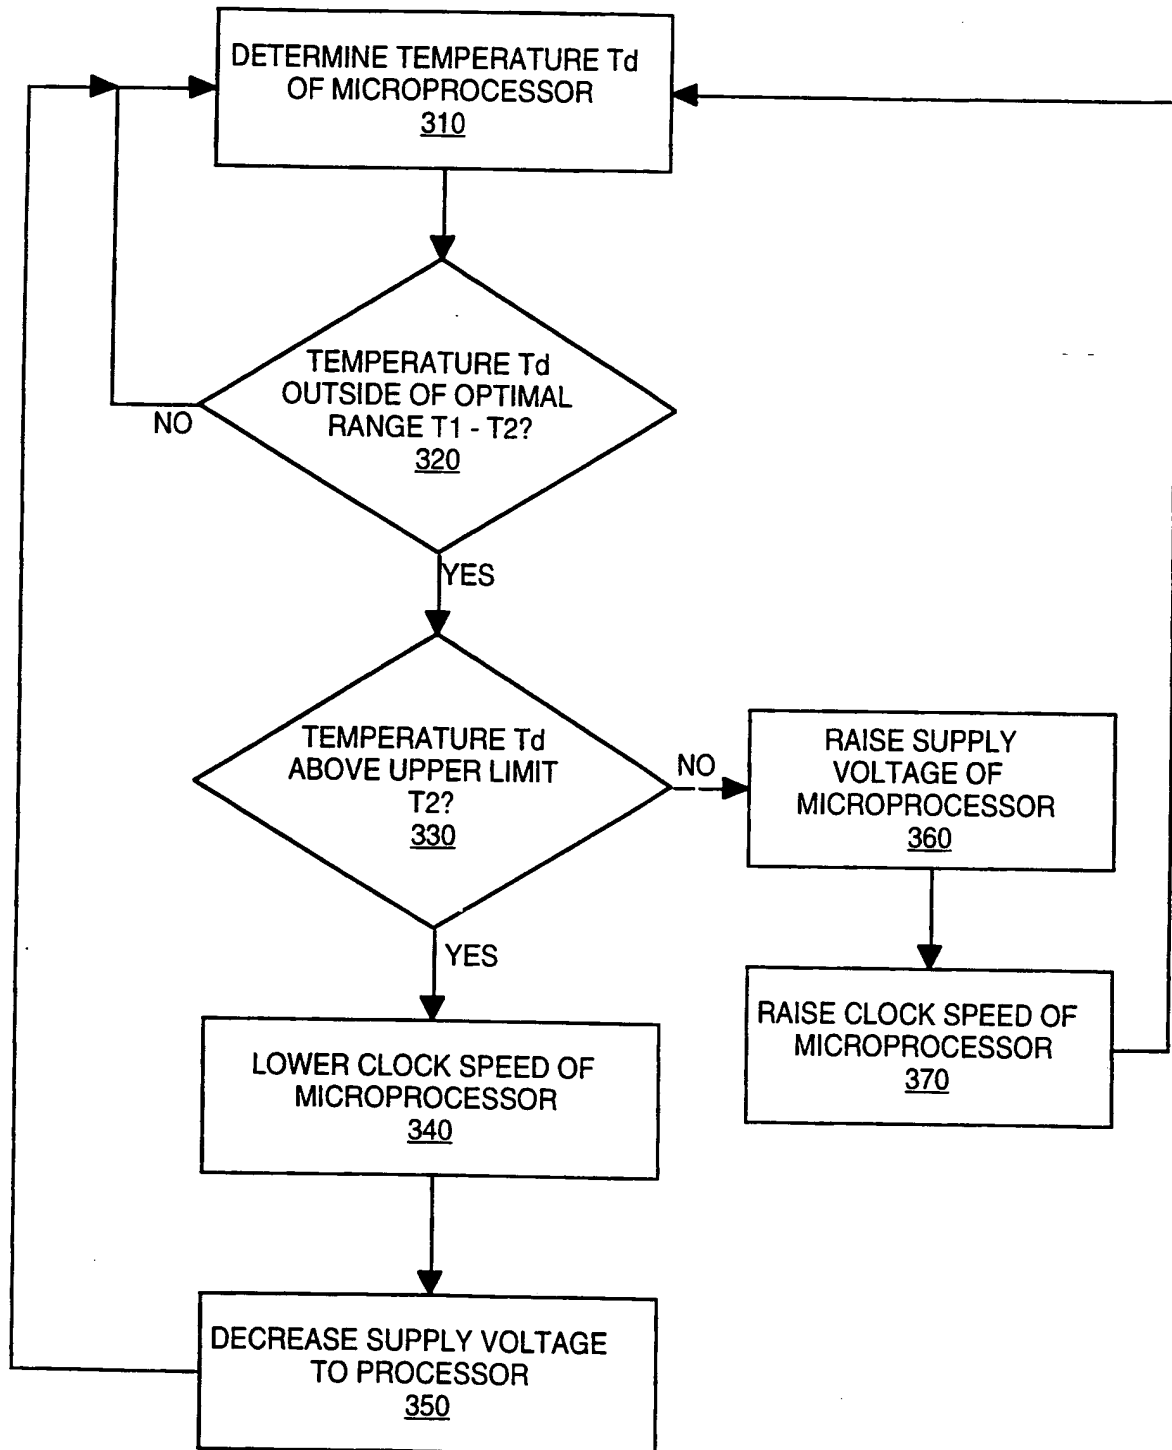 DETERMINE TEMPERATURE Td
OF MICROPROCESSOR
310
TEMPERATURE Td
OUTSIDE OF OPTIMAL
RANGE T1 - T2?
320
NO
YES
TEMPERATURE Td
ABOVE UPPER LIMIT
T2?
330
NO
RAISE SUPPLY
VOLTAGE OF
MICROPROCESSOR
360
YES
RAISE CLOCK SPEED OF
MICROPROCESSOR
370
LOWER CLOCK SPEED OF
MICROPROCESSOR
340
DECREASE SUPPLY VOLTAGE
TO PROCESSOR
350